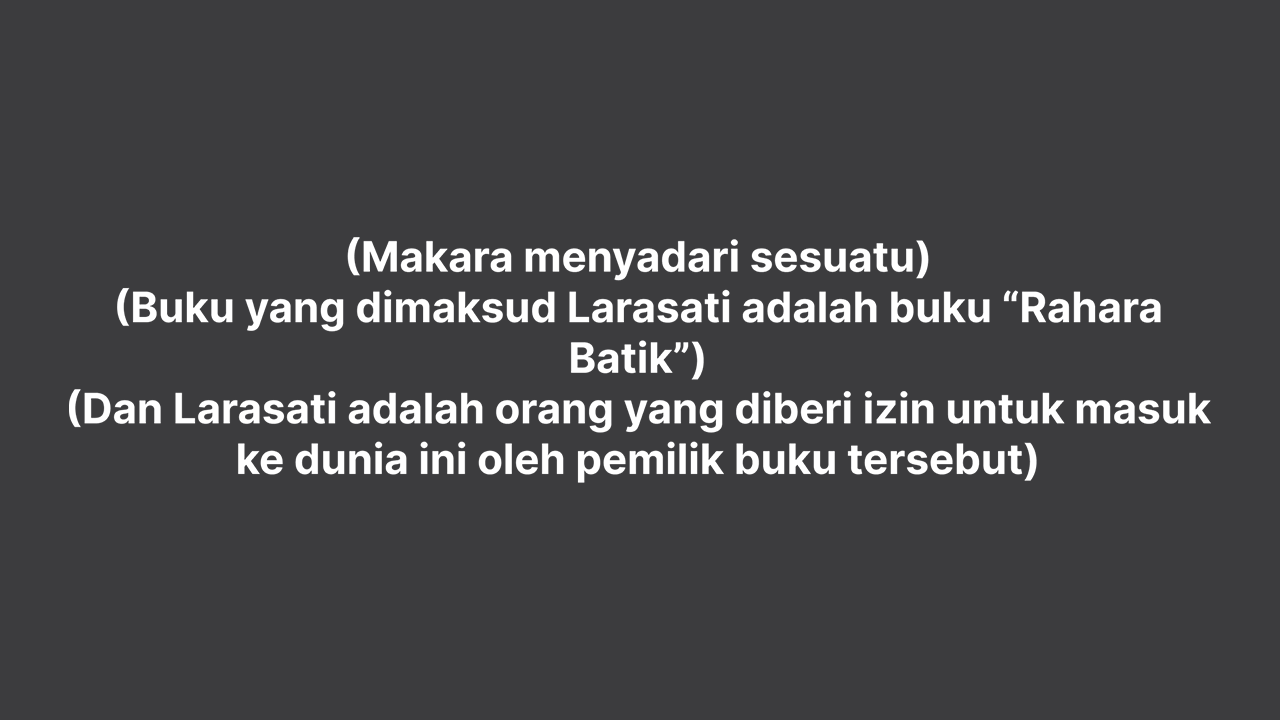 (Makara menyadari sesuatu)
(Buku yang dimaksud Larasati adalah buku “Rahara
Batik”)
(Dan Larasati adalah orang yang diberi izin untuk masuk
ke dunia ini oleh pemilik buku tersebut)